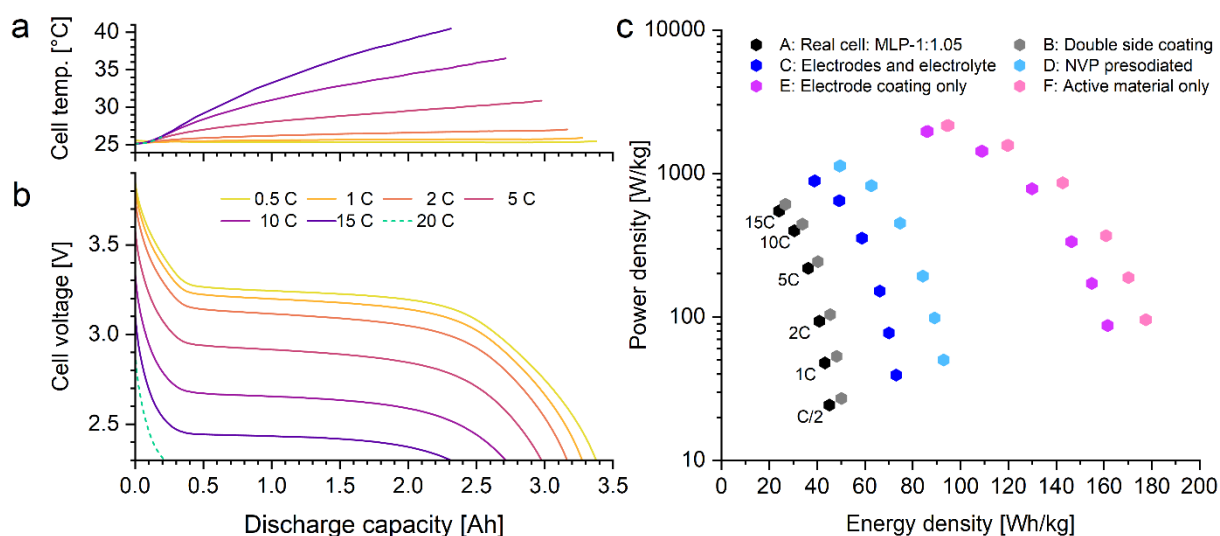 a
Cell temp. [°C]
40
35
30
25
b
Cell voltage [V]
3.5
3.0
2.5
0.5 C 1 C 2 C 5 C
10 C 15 C 20 C
0.0 0.5 1.0 1.5 2.0 2.5 3.0 3.5
Discharge capacity [Ah]
c
Power density [W/kg]
10000
1000
100
10
A: Real cell: MLP-1:1.05 B: Double side coating
C: Electrodes and electrolyte D: NVP presodiated
E: Electrode coating only F: Active material only
15C
10C
5C
2C
1C
C/2
0 20 40 60 80 100 120 140 160 180 200
Energy density [Wh/kg]